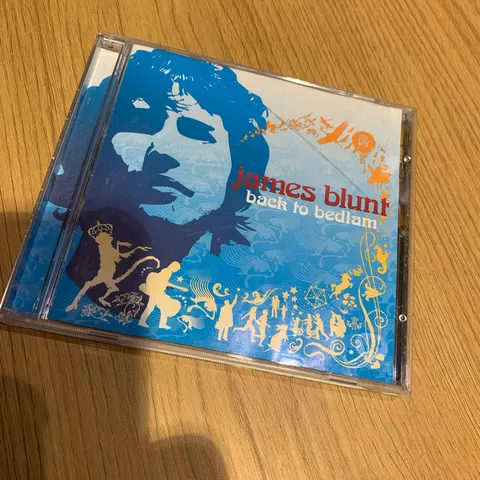 james blunt
back to bedlam